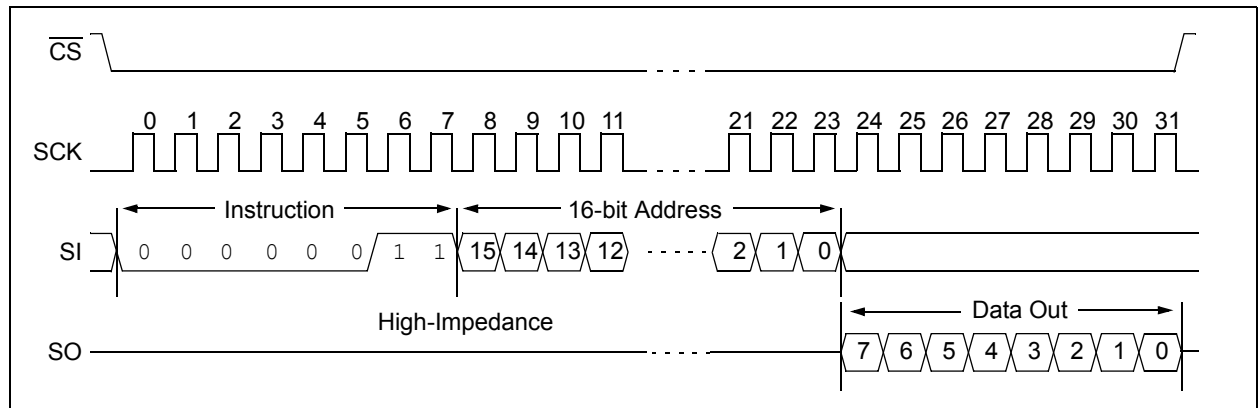 CS
0 1 2 3 4 5 6 7 8 9 10 11 21 22 23 24 25 26 27 28 29 30 31
SCK
Instruction 16-bit Address
SI 0 0 0 0 0 0 1 1 15 14 13 12 2 1 0
Data Out
High-Impedance
SO 7 6 5 4 3 2 1 0